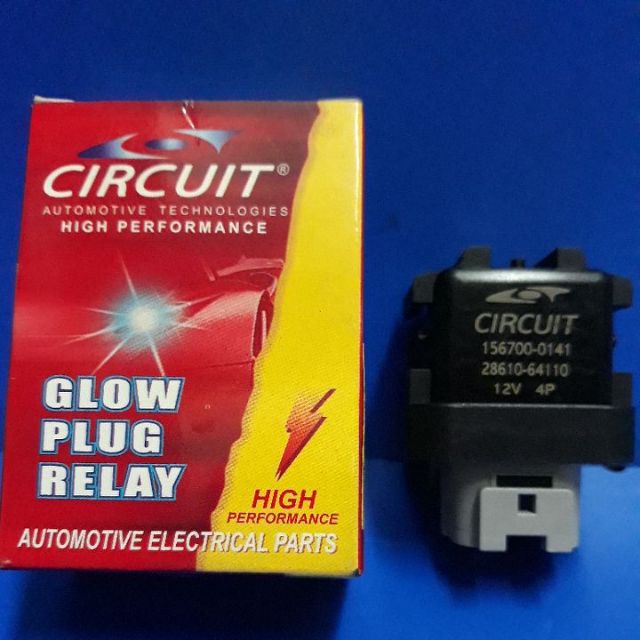 CIRCUIT®
AUTOMOTIVE TECHNOLOGIES
HIGH PERFORMANCE
GLOW
PLUG
RELAY
HIGH
PERFORMANCE
AUTOMOTIVE ELECTRICAL PARTS
CIRCUIT
156700-0141
28610-64110
12V 4P